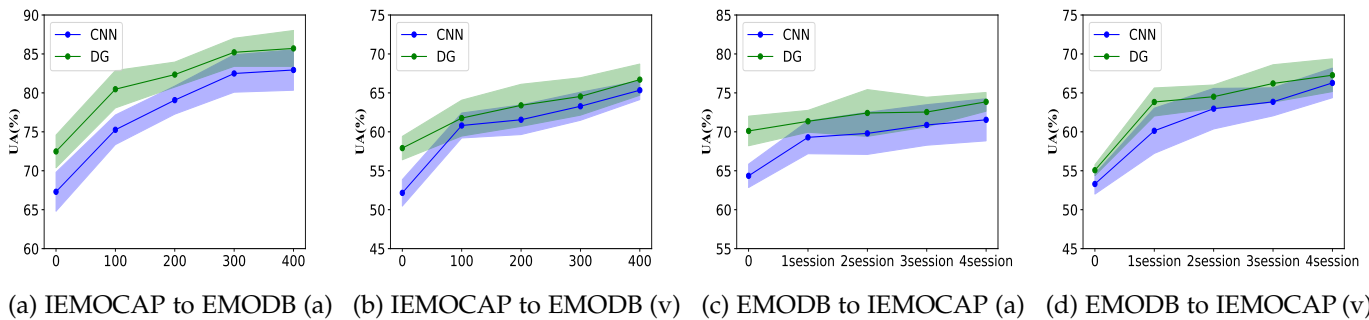 90
85
80
75
70
65
60
UA(%)
CNN
DG
0 100 200 300 400
(a) IEMOCAP to EMODB (a)
75
70
65
60
55
50
45
UA(%)
CNN
DG
0 100 200 300 400
(b) IEMOCAP to EMODB (v)
85
80
75
70
65
60
55
UA(%)
CNN
DG
0 1session 2session 3session 4session
(c) EMODB to IEMOCAP (a)
75
70
65
60
55
50
45
UA(%)
CNN
DG
0 1session 2session 3session 4session
(d) EMODB to IEMOCAP (v)